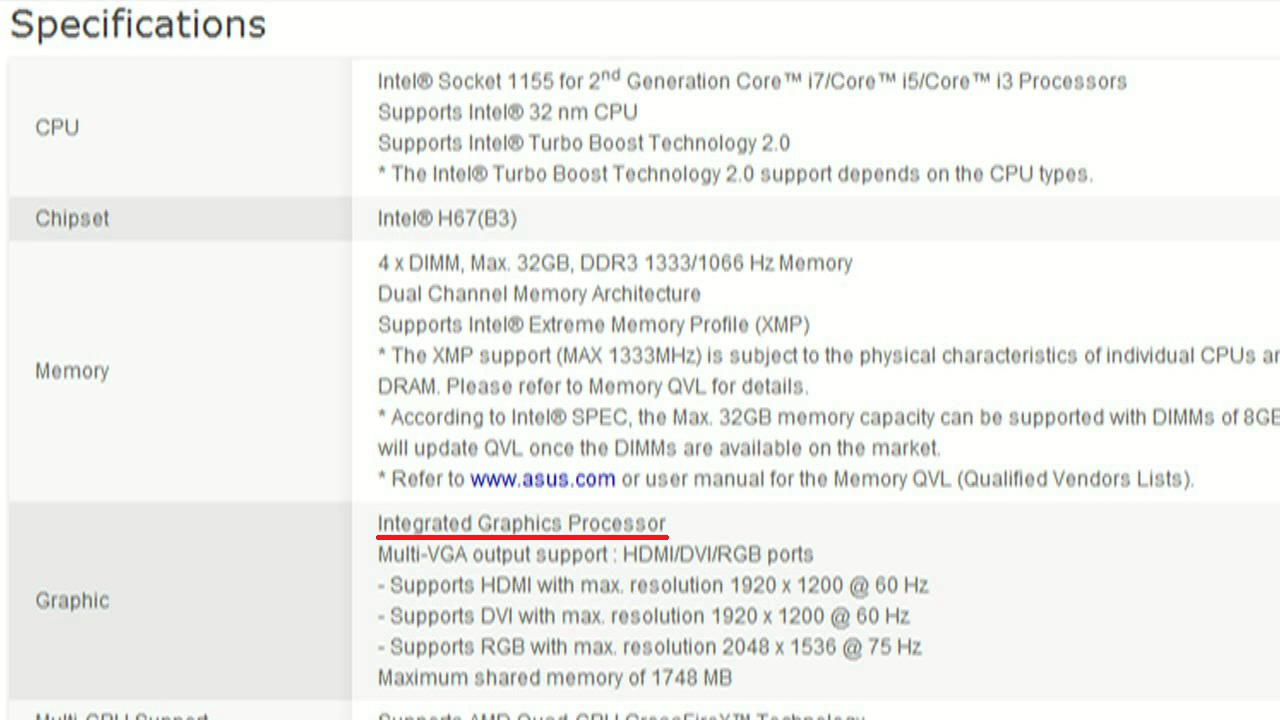 Specifications
CPU
Intel® Socket 1155 for 2nd Generation Core™ i7/Core™ i5/Core™ i3 Processors
Supports Intel® 32 nm CPU
Supports Intel® Turbo Boost Technology 2.0
* The Intel® Turbo Boost Technology 2.0 support depends on the CPU types.
Chipset
Intel® H67(B3)
Memory
4 x DIMM, Max. 32GB, DDR3 1333/1066 Hz Memory
Dual Channel Memory Architecture
Supports Intel® Extreme Memory Profile (XMP)
* The XMP support (MAX 1333MHz) is subject to the physical characteristics of individual CPUs
DRAM. Please refer to Memory QVL for details.
* According to Intel® SPEC, the Max. 32GB memory capacity can be supported with DIMMs of
will update QVL once the DIMMs are available on the market.
* Refer to www.asus.com or user manual for the Memory QVL (Qualified Vendors Lists).
Graphic
Integrated Graphics Processor
Multi-VGA output support : HDMI/DVI/RGB ports
- Supports HDMI with max. resolution 1920 x 1200 @ 60 Hz
- Supports DVI with max. resolution 1920 x 1200 @ 60 Hz
- Supports RGB with max. resolution 2048 x 1536 @ 75 Hz
Maximum shared memory of 1748 MB